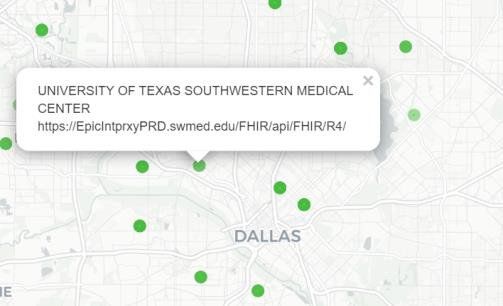 UNIVERSITY OF TEXAS SOUTHWESTERN MEDICAL
CENTER
https://EpicIntprxyPRD.swmed.edu/FHIR/api/FHIR/R4/
×
DALLAS